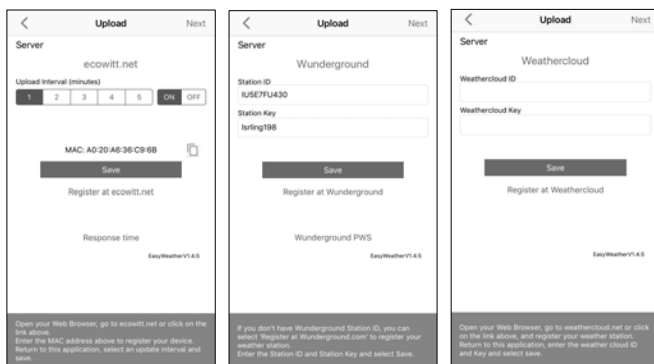 Upload
Next
Server
ecowitt.net
Upload Interval (minutes)
1 2 3 4 5 ON OFF
MAC: A0:20:A6:36:C9:6B
Save
Register at ecowitt.net
Response time
EasyWeatherV1.4.5
Open your Web Browser, go to ecowitt.net or click on the
link above.
Enter the MAC address above to register your device.
Return to this application, select an update interval and
save.
Upload
Next
Server
Wunderground
Station ID
IUSE7FU430
Station Key
lsrling198
Save
Register at Wunderground
Wunderground PWS
EasyWeatherV1.4.5
If you don't have Wunderground Station ID, you can
select 'Register at Wunderground.com' to register your
weather station.
Enter the Station ID and Station Key and select Save.
Upload
Next
Server
Weathercloud
Weathercloud ID
Weathercloud Key
Save
Register at Weathercloud
EasyWeatherV1.4.5
Open your Web Browser, go to weathercloud.net or click
on the link above, and register your weather station.
Return to this application, enter the weather cloud ID
and Key and select save.